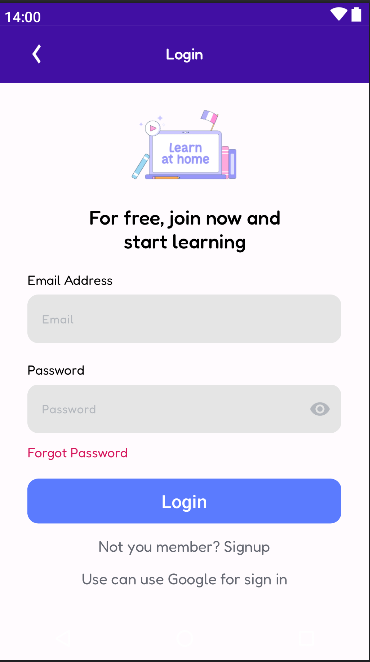 14:00
Login
Learn
at home
For free, join now and
start learning
Email Address
Email
Password
Password
Forgot Password
Login
Not you member? Signup
Use can use Google for sign in